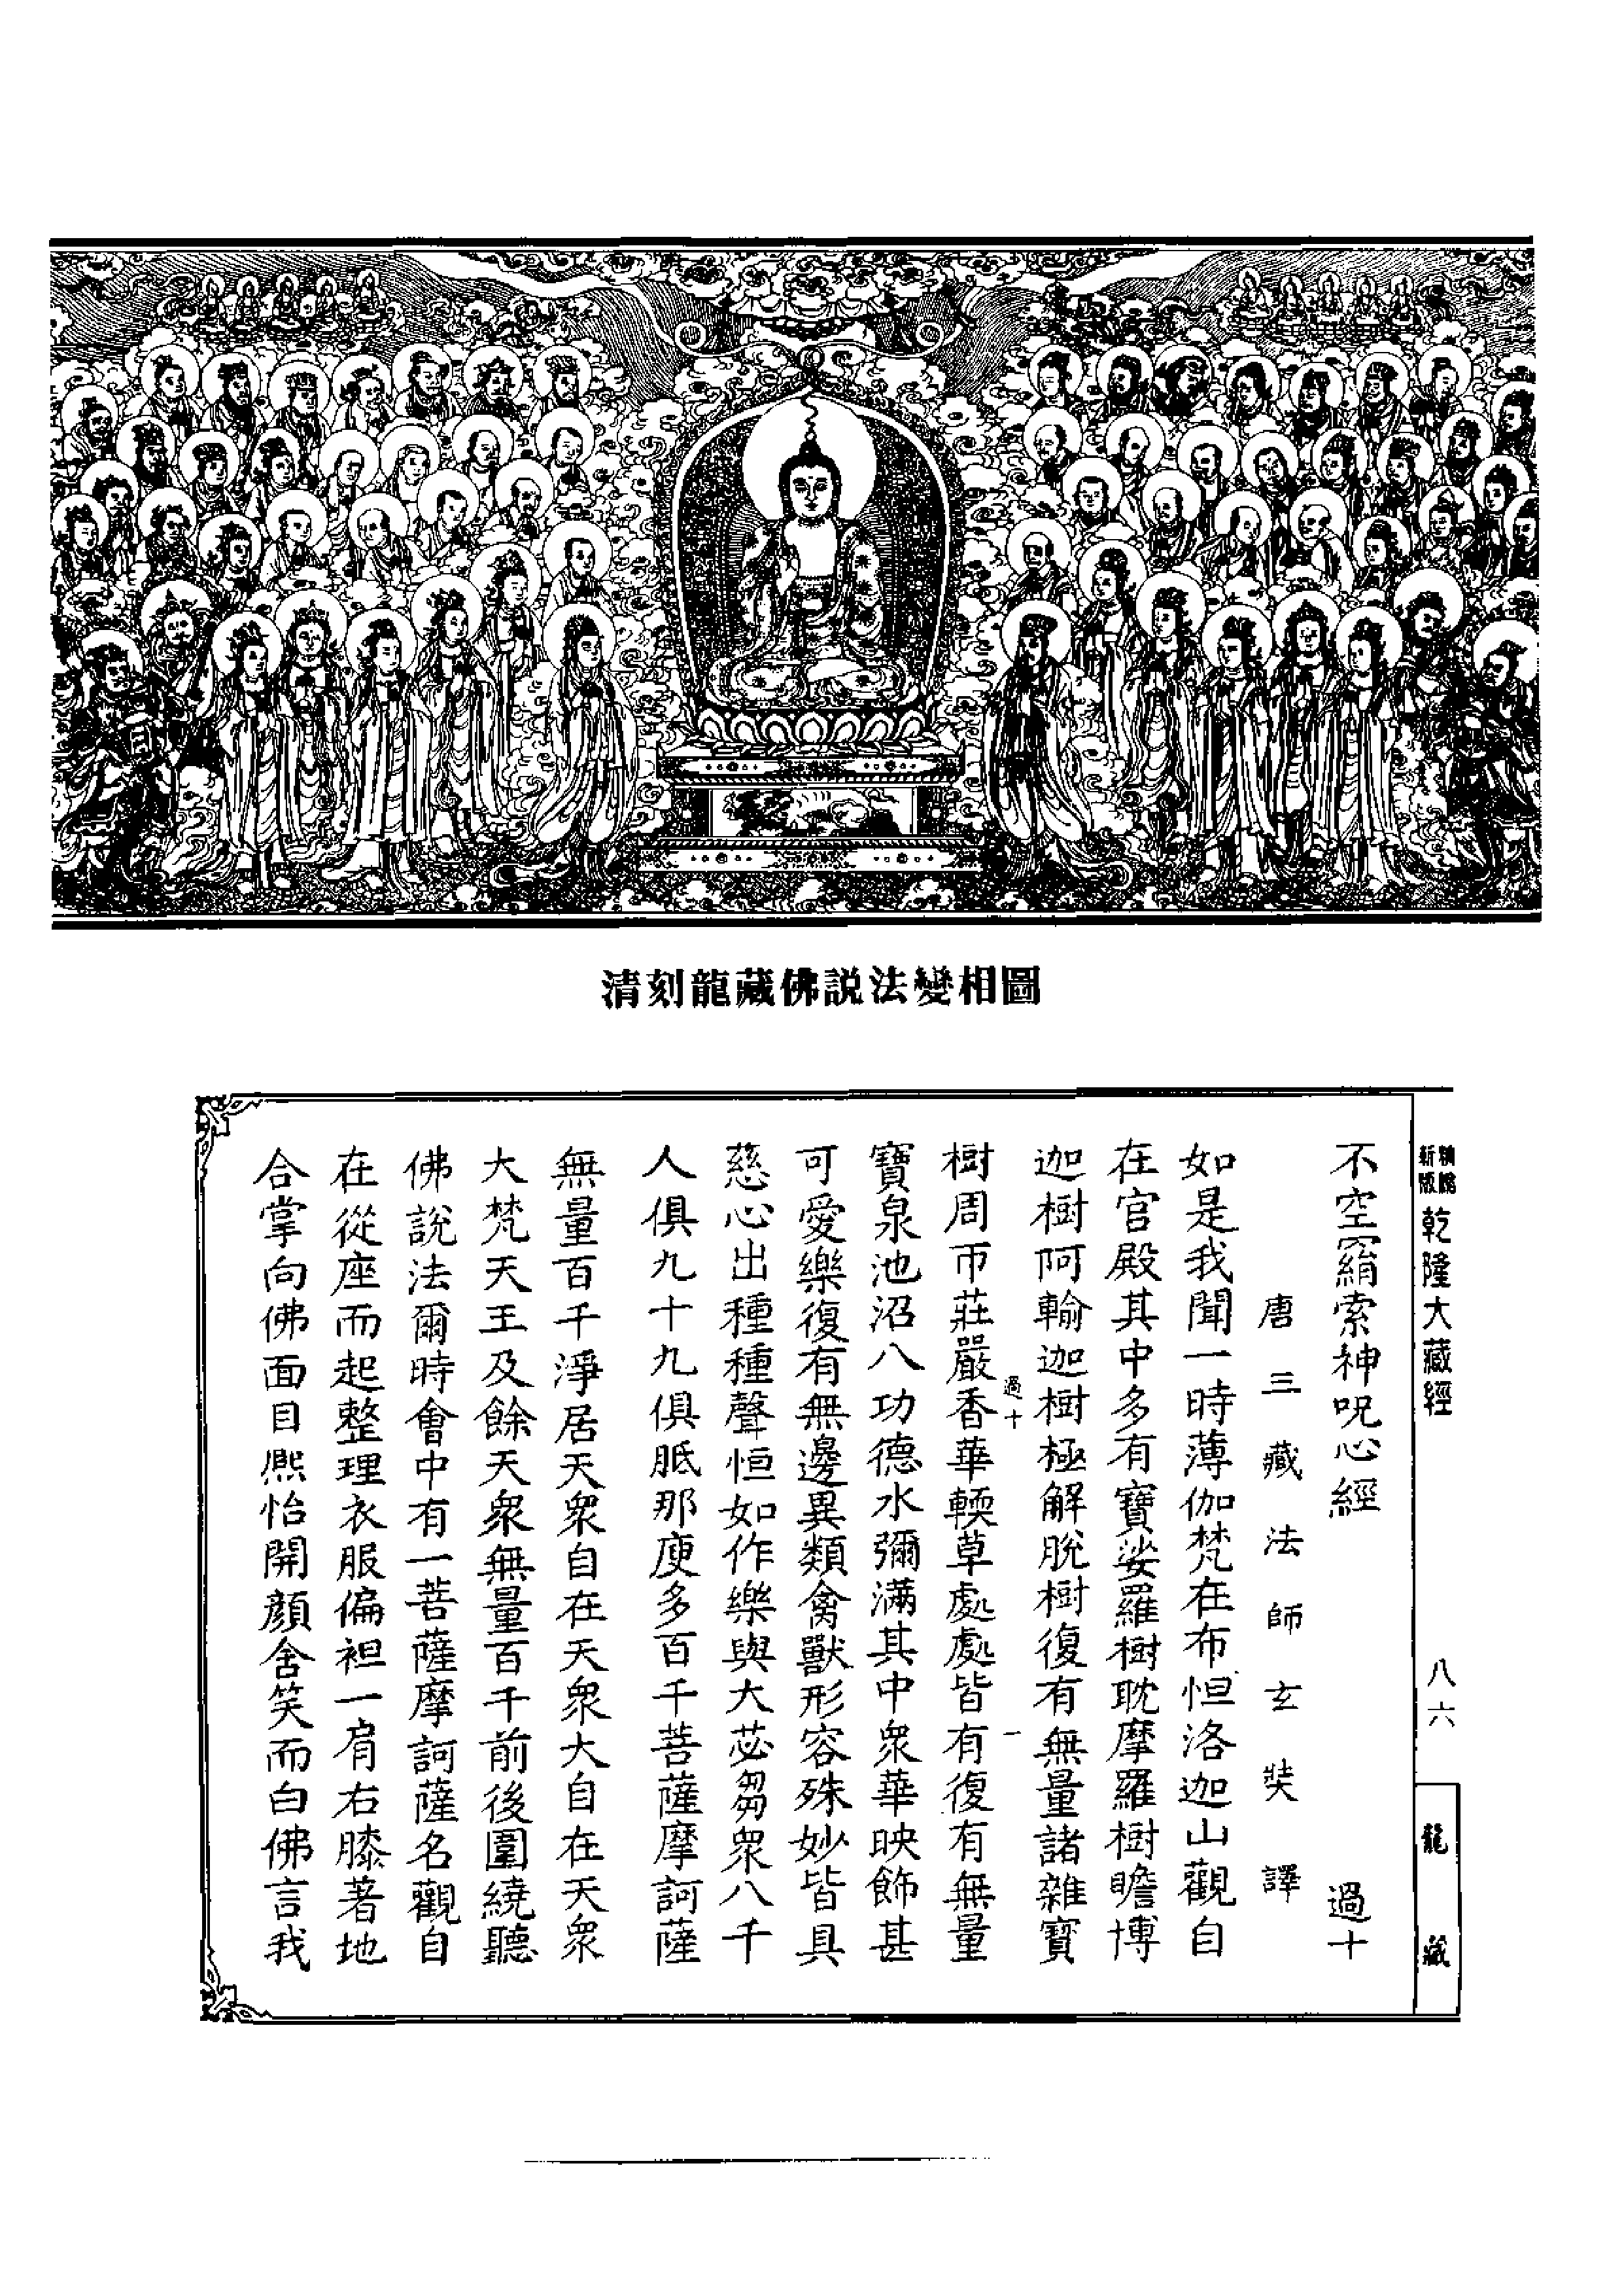 清刻龍藏佛説法變相圖
新版
精縮
乾隆大藏經
八六
龍藏
不空羂索神呪心經 過十
唐三藏法師玄奘譯
如是我聞一時薄伽梵在布怛洛迦山觀自
在宮殿其中多有寶娑羅樹耽摩羅樹瞻博
迦樹阿輸迦樹極解脫樹復有無量諸雜寶
過十 一
樹周帀莊嚴香華輭草處處皆有復有無量
寶泉池沼八功德水彌滿其中衆華映飾甚
可愛樂復有無邊異類禽獸形容殊妙皆具
慈心出種種聲恒如作樂與大苾芻衆八千
人俱九十九俱胝那庾多百千菩薩摩訶薩
無量百千淨居天衆自在天衆大自在天衆
大梵天王及餘天衆無量百千前後圍繞聽
佛說法爾時會中有一菩薩摩訶薩名觀自
在從座而起整理衣服偏袒一肩右膝著地
合掌向佛面目熈怡開顏含笑而白佛言我